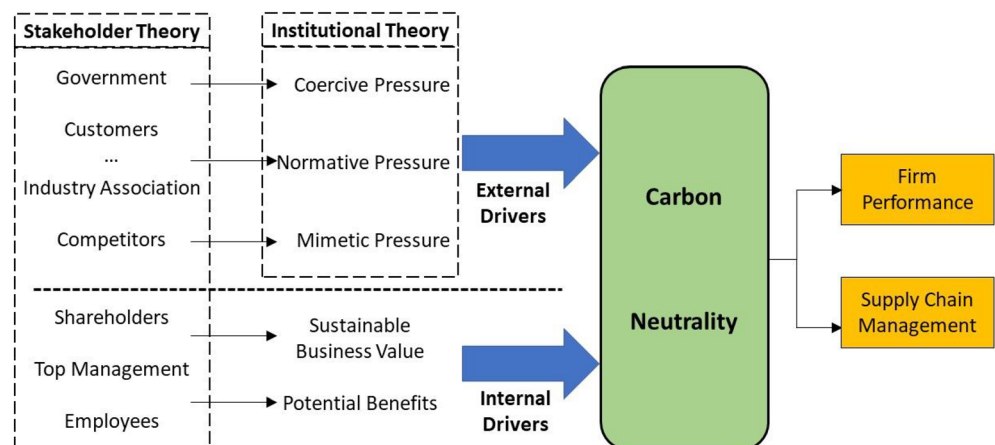 Stakeholder Theory
Government
Customers
...
Industry Association
Competitors
Shareholders
Top Management
Employees
Institutional Theory
Coercive Pressure
Normative Pressure
Mimetic Pressure
Sustainable
Business Value
Potential Benefits
External
Drivers
Internal
Drivers
Carbon
Neutrality
Firm
Performance
Supply Chain
Management